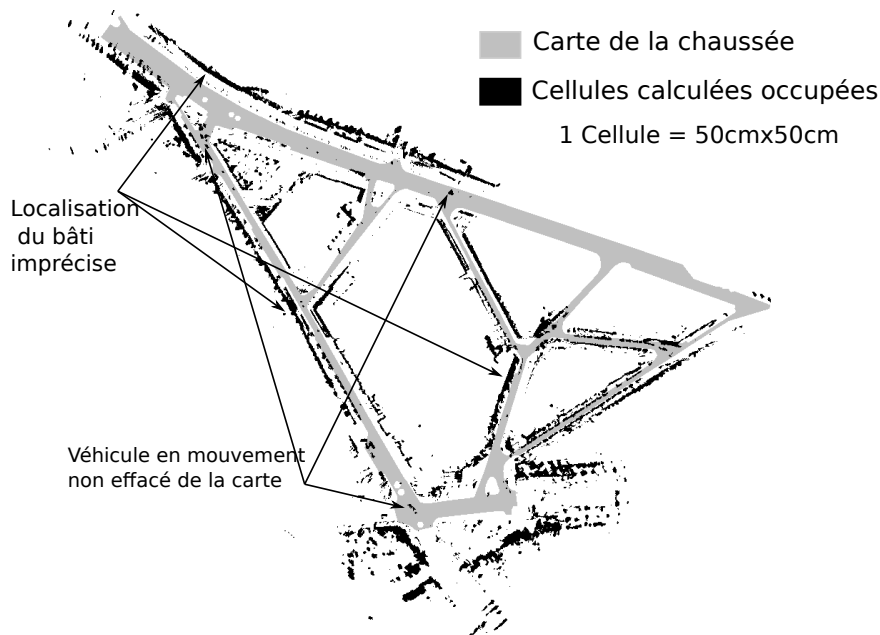 Carte de la chaussée
Cellules calculées occupées
1 Cellule = 50cmx50cm
Localisation
du bâti
imprécise
Véhicule en mouvement
non effacé de la carte